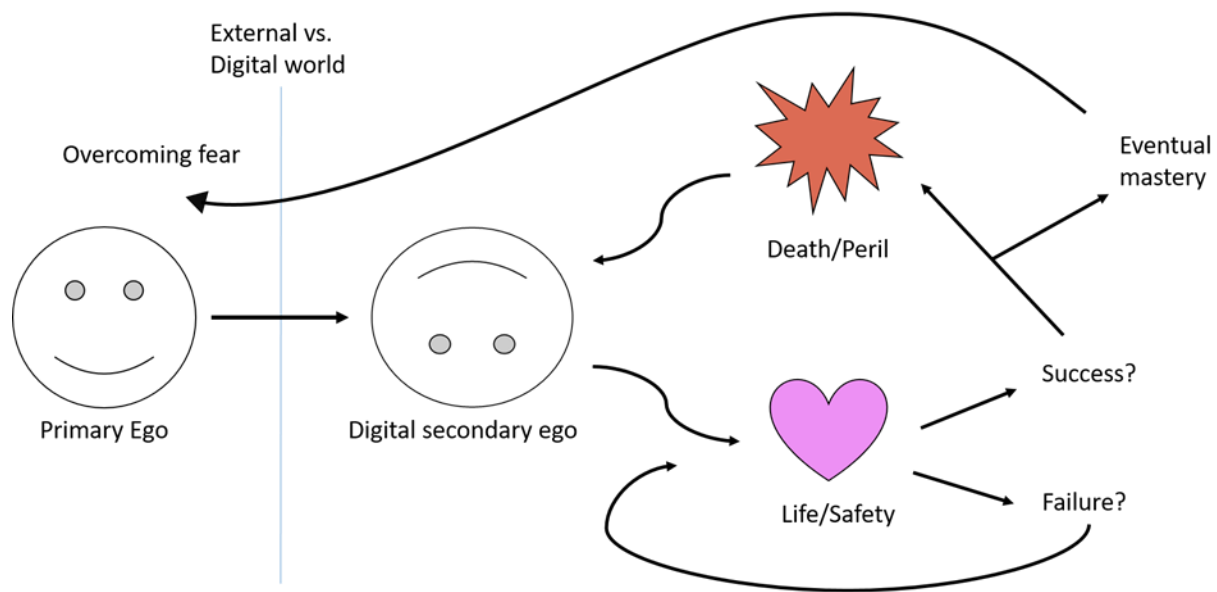 External vs.
Digital world
Overcoming fear
Eventual
mastery
Death/Peril
Success?
Primary Ego
Digital secondary ego
Life/Safety
Failure?